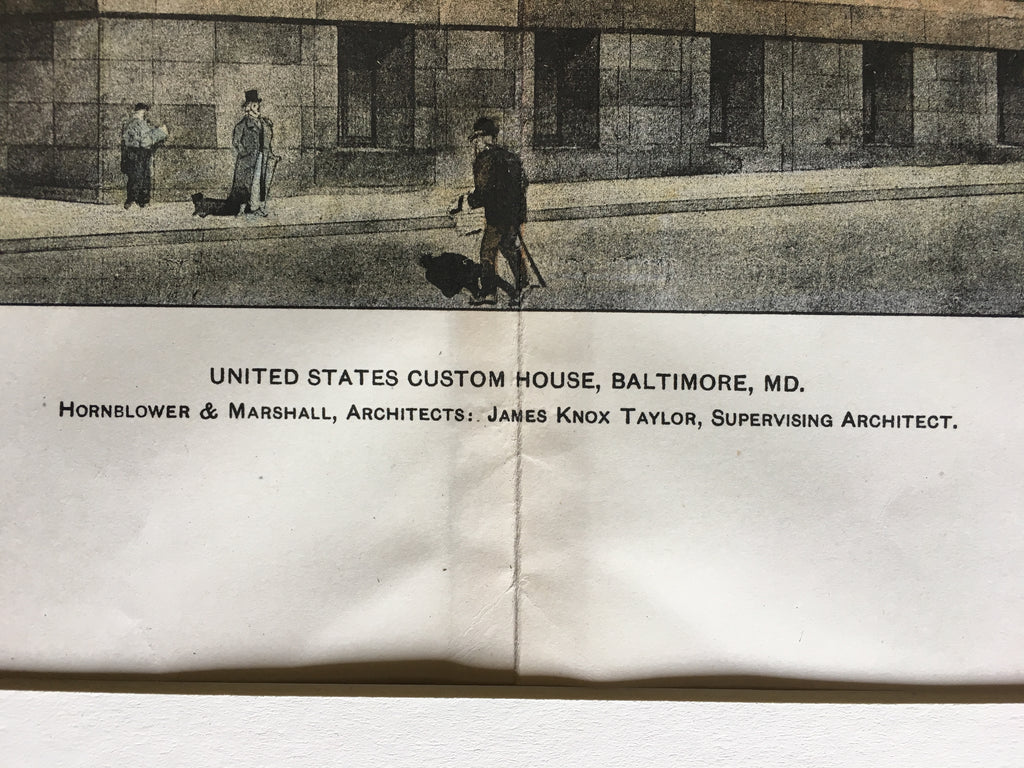 UNITED STATES CUSTOM HOUSE, BALTIMORE, MD.
HORNBLOWER & MARSHALL, ARCHITECTS: JAMES KNOX TAYLOR, SUPERVISING ARCHITECT.